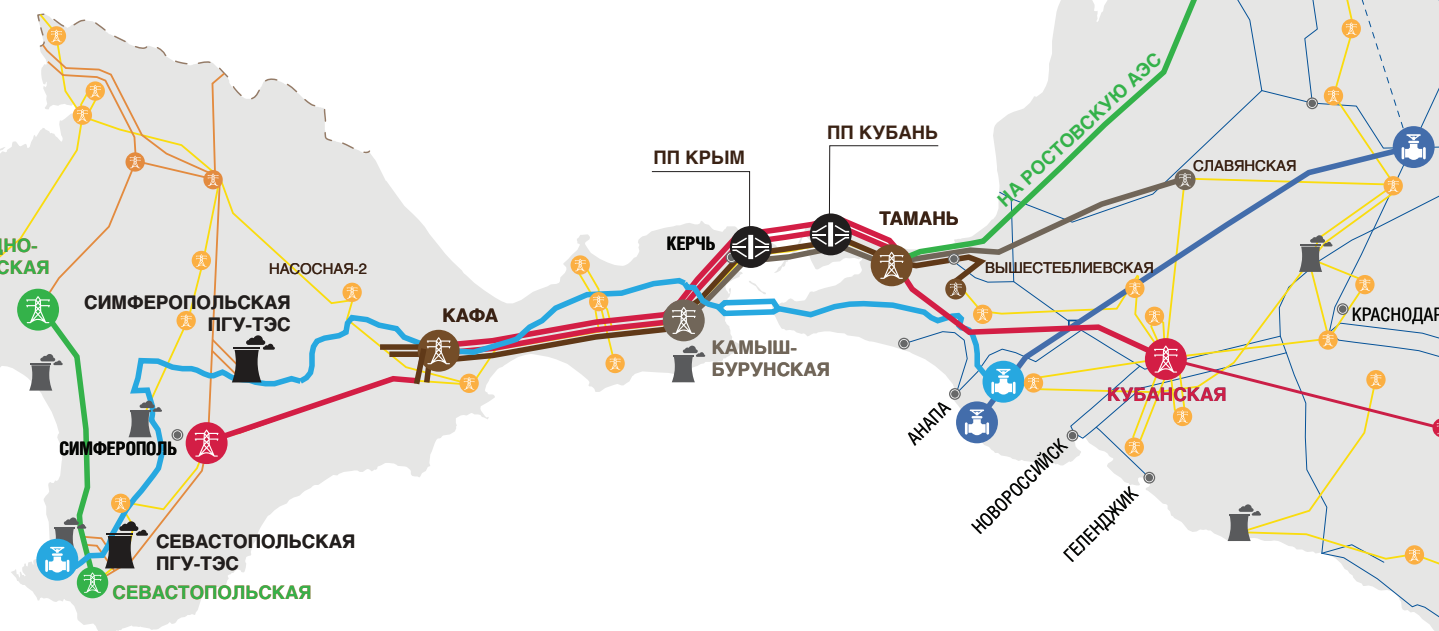 НА РОСТОВСКУЮ АЭС
ПП КУБАНЬ
ПП КРЫМ
СЛАВЯНСКАЯ
ТАМАНЬ
КЕРЧЬ
ДНО-
СКАЯ
НАСОСНАЯ-2
ВЫШЕСТЕБЛИЕВСКАЯ
СИМФЕРОПОЛЬСКАЯ
ПГУ-ТЭС
КАФА
КРАСНОДАР
КАМЫШ-
БУРУНСКАЯ
КУБАНСКАЯ
АНАПА
СИМФЕРОПОЛЬ
НОВОРОССИЙСК
ГЕЛЕНДЖИК
СЕВАСТОПОЛЬСКАЯ
ПГУ-ТЭС
СЕВАСТОПОЛЬСКАЯ